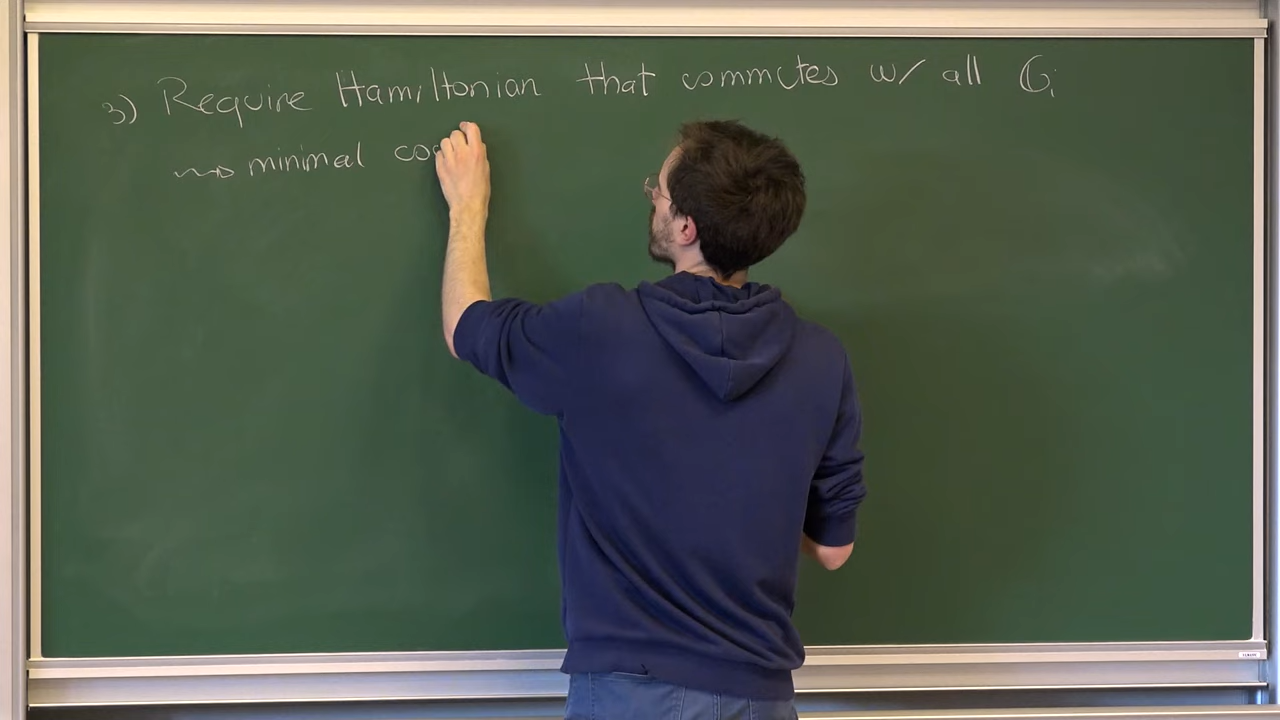 3) Require Hamiltonian that commutes w/ all Gi
⇝ minimal co